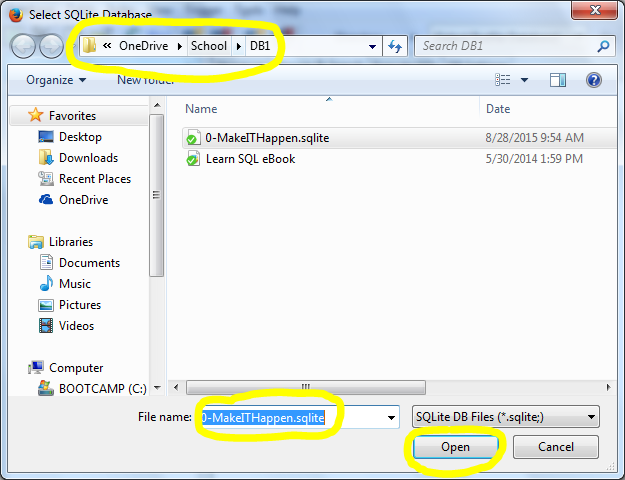 Select SQLite Database
« OneDrive ▸ School ▸ DB1
Search DB1
Organize
New folder
Name
Date
Favorites
Desktop
Downloads
Recent Places
OneDrive
Libraries
Documents
Music
Pictures
Videos
Computer
BOOTCAMP (C:)
0-MakeITHappen.sqlite 8/28/2015 9:54 AM
Learn SQL eBook 5/30/2014 1:59 PM
File name: 0-MakeITHappen.sqlite
SQLite DB Files (*.sqlite;)
Open
Cancel